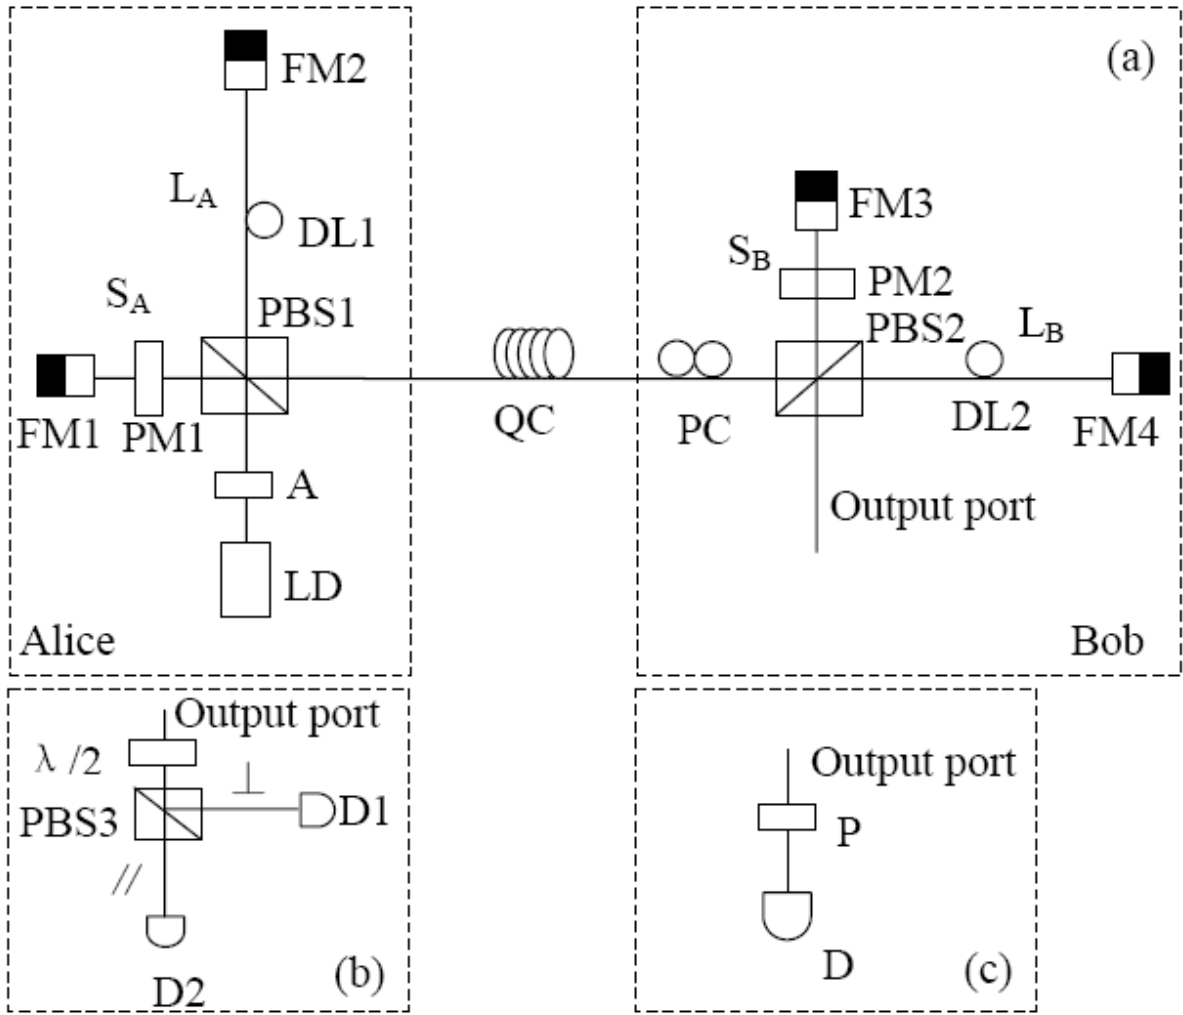 (a)
FM2
L_A
DL1
FM3
S_B
PM2
S_A
PBS1
PBS2
L_B
FM1
PM1
QC
PC
DL2
FM4
A
Output port
LD
Alice
Bob
Output port
λ/2
⊥
PBS3
D1
//
D2
(b)
Output port
P
D
(c)